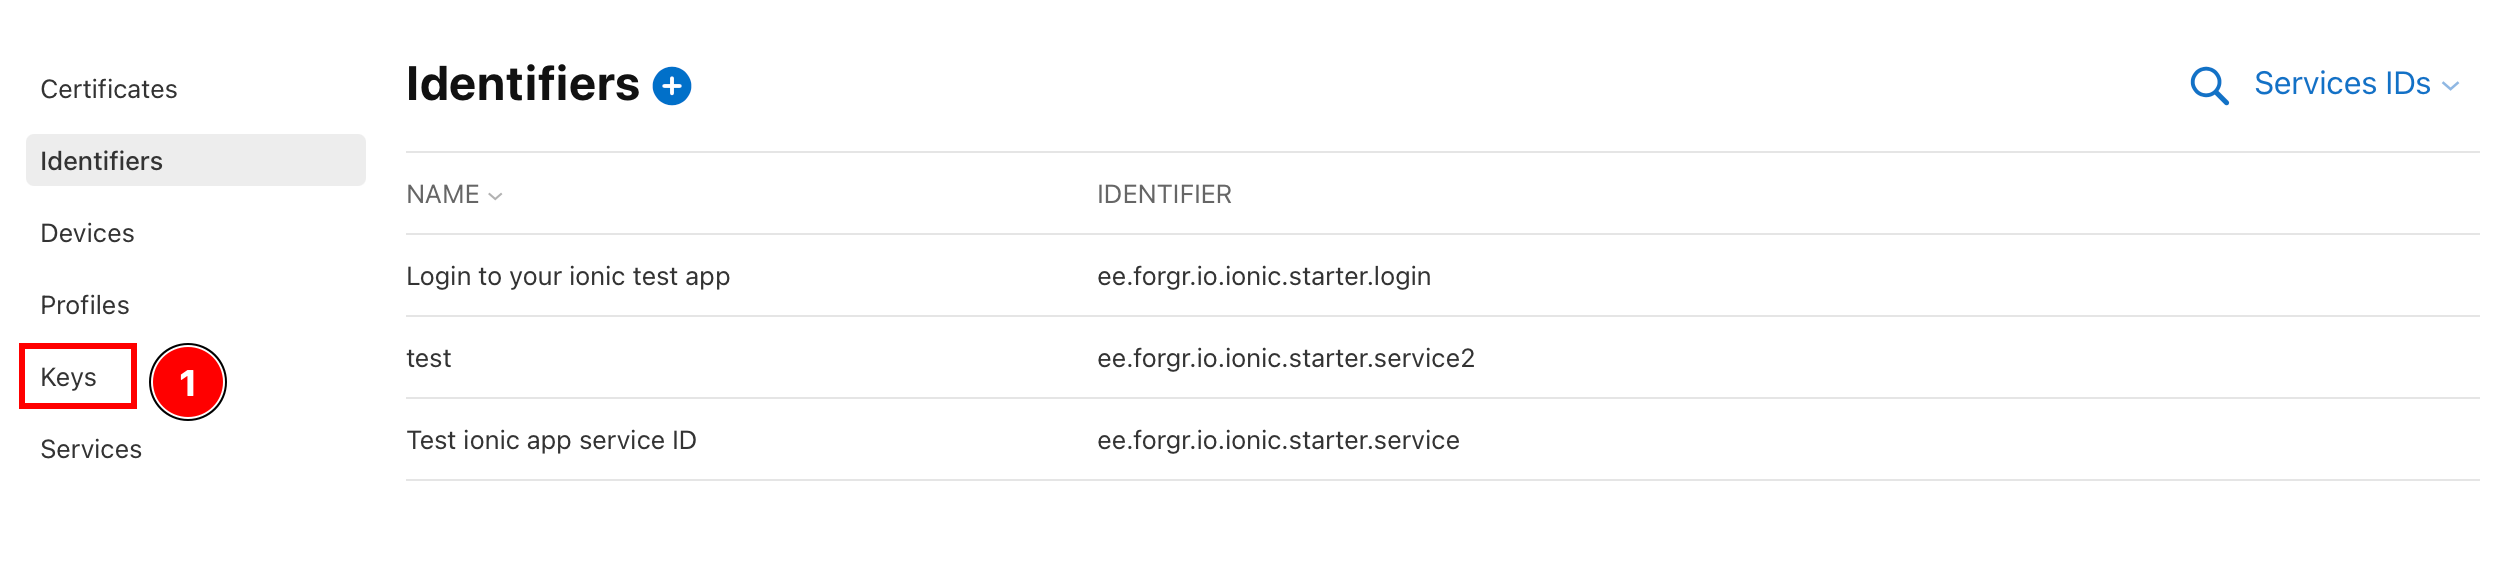 Certificates
Identifiers
Devices
Profiles
Keys
1
Services
Identifiers
Services IDs
NAME IDENTIFIER
Login to your ionic test app ee.forgr.io.ionic.starter.login
test ee.forgr.io.ionic.starter.service2
Test ionic app service ID ee.forgr.io.ionic.starter.service